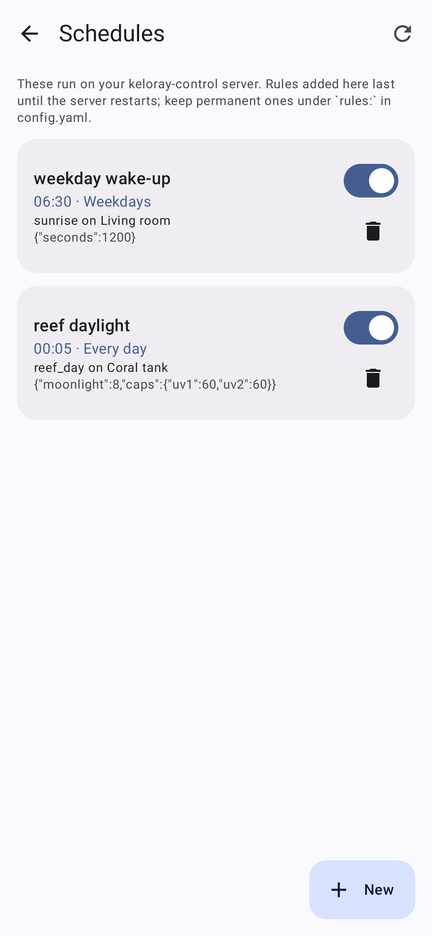 Schedules
These run on your keloray-control server. Rules added here last
until the server restarts; keep permanent ones under `rules:` in
config.yaml.
weekday wake-up
06:30 · Weekdays
sunrise on Living room
{"seconds":1200}
reef daylight
00:05 · Every day
reef_day on Coral tank
{"moonlight":8,"caps":{"uv1":60,"uv2":60}}
New